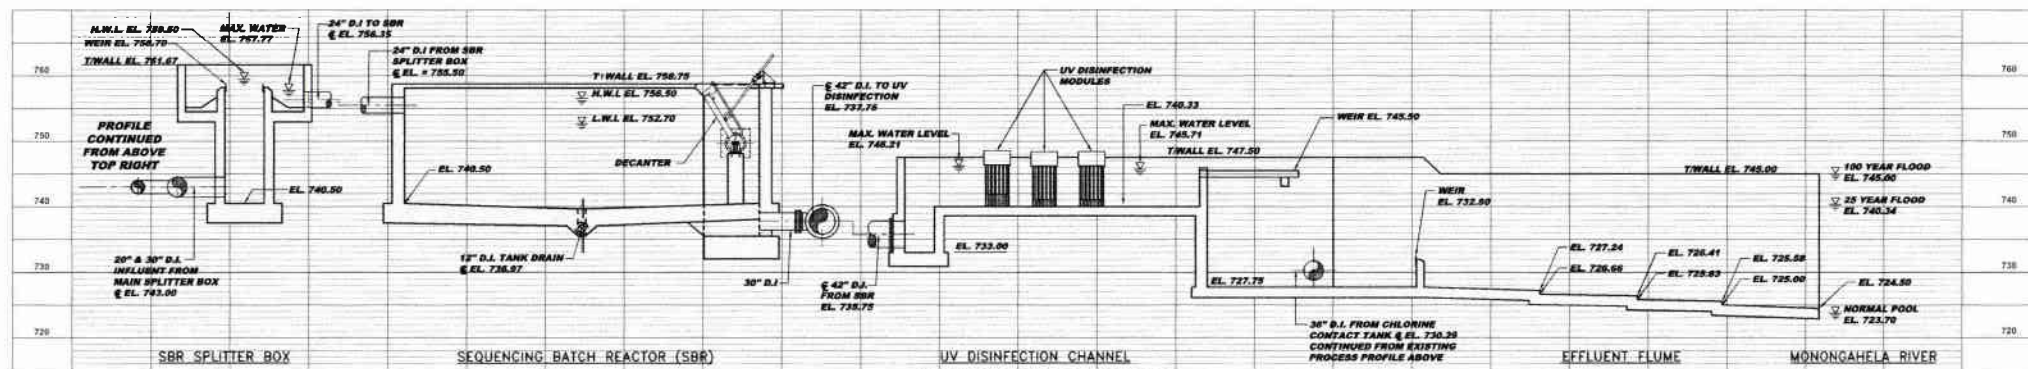 H.W.L. EL. 759.50
MAX. WATER
EL. 757.77
WEIR EL. 758.70
T/WALL EL. 761.67
24" D.I. TO SBR
℄ EL. 756.35
24" D.I FROM SBR
SPLITTER BOX
℄ EL. = 755.50
760
750
740
730
720
PROFILE
CONTINUED
FROM ABOVE
TOP RIGHT
EL. 740.50
20" & 30" D.I.
INFLUENT FROM
MAIN SPLITTER BOX
℄ EL. 743.00
SBR SPLITTER BOX
T/WALL EL. 758.75
H.W.L EL. 756.50
L.W.L EL. 752.70
DECANTER
EL. 740.50
12" D.I. TANK DRAIN
℄ EL. 736.97
30" D.I
SEQUENCING BATCH REACTOR (SBR)
℄ 42" D.I. TO UV
DISINFECTION
EL. 737.75
℄ 42" D.I.
FROM SBR
EL. 735.75
MAX. WATER LEVEL
EL. 746.21
UV DISINFECTION
MODULES
EL. 740.33
MAX. WATER LEVEL
EL. 745.71
T/WALL EL. 747.50
WEIR EL. 745.50
EL. 733.00
EL. 727.75
UV DISINFECTION CHANNEL
36" D.I. FROM CHLORINE
CONTACT TANK ℄ EL. 730.29
CONTINUED FROM EXISTING
PROCESS PROFILE ABOVE
WEIR
EL. 732.50
T/WALL EL. 745.00
EL. 727.24
EL. 726.66
EL. 726.41
EL. 725.83
EL. 725.58
EL. 725.00
EL. 724.50
EFFLUENT FLUME
100 YEAR FLOOD
EL. 745.00
25 YEAR FLOOD
EL. 740.34
NORMAL POOL
EL. 723.70
MONONGAHELA RIVER
760
750
740
730
720